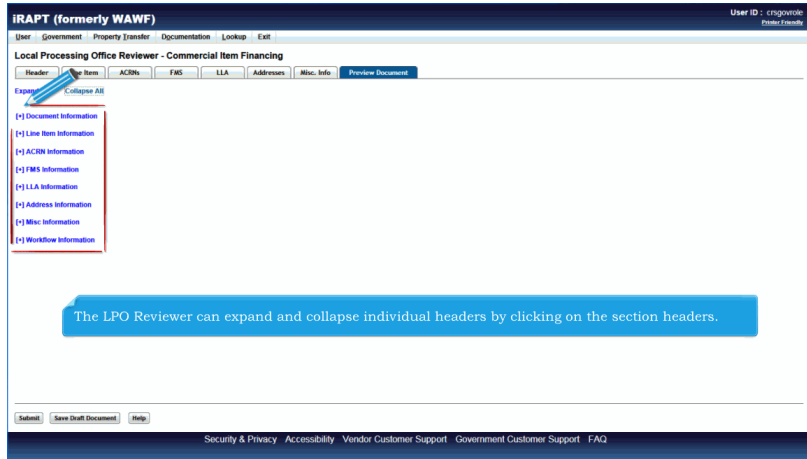 iRAPT (formerly WAWF)
User ID : crsgovrole
Printer Friendly
User Government Property Transfer Documentation Lookup Exit
Local Processing Office Reviewer - Commercial Item Financing
Header Item ACRNs FMS LLA Addresses Misc. Info Preview Document
Collapse All
[+] Document Information
[+] Line Item Information
[+] ACRN Information
[+] FMS Information
[+] LLA Information
[+] Address Information
[+] Misc Information
[+] Workflow Information
The LPO Reviewer can expand and collapse individual headers by clicking on the section headers.
Submit Save Draft Document Help
Security & Privacy Accessibility Vendor Customer Support Government Customer Support FAQ